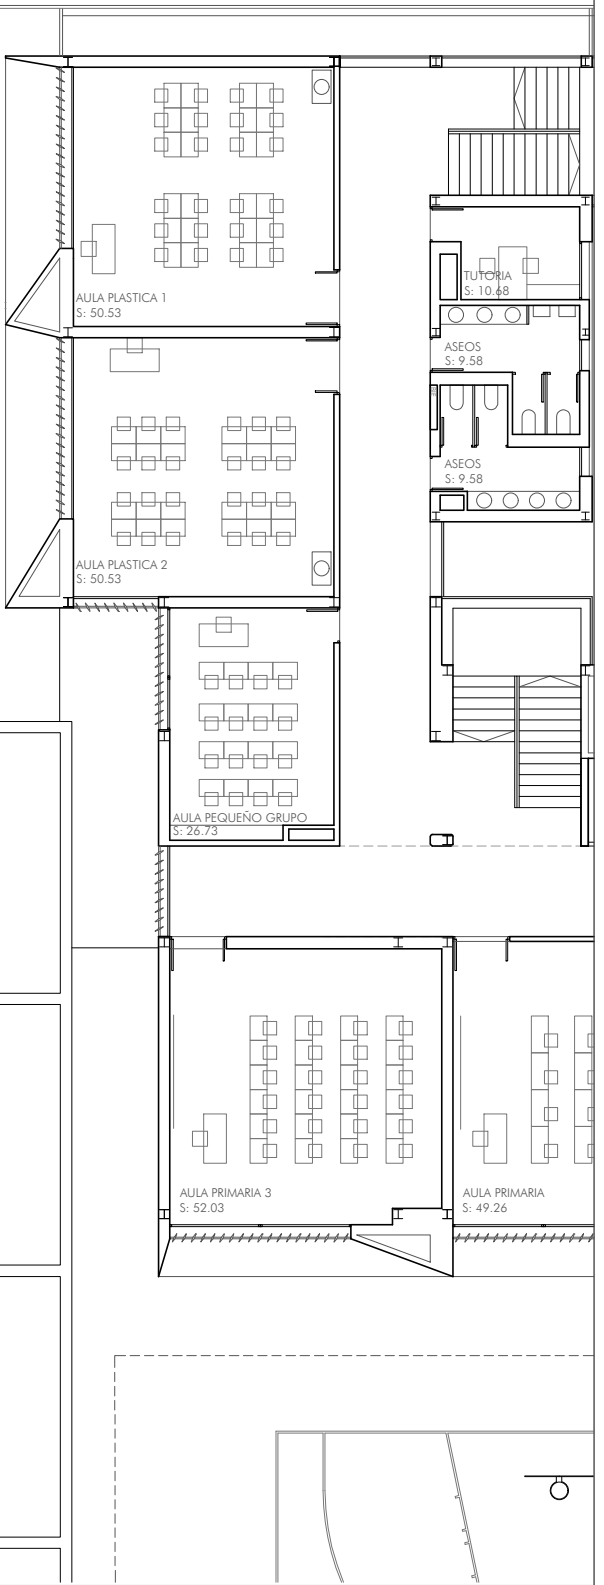 AULA PLASTICA 1
S: 50.53
TUTORIA
S: 10.68
ASEOS
S: 9.58
ASEOS
S: 9.58
AULA PLASTICA 2
S: 50.53
AULA PEQUEÑO GRUPO
S: 26.73
AULA PRIMARIA 3
S: 52.03
AULA PRIMARIA
S: 49.26